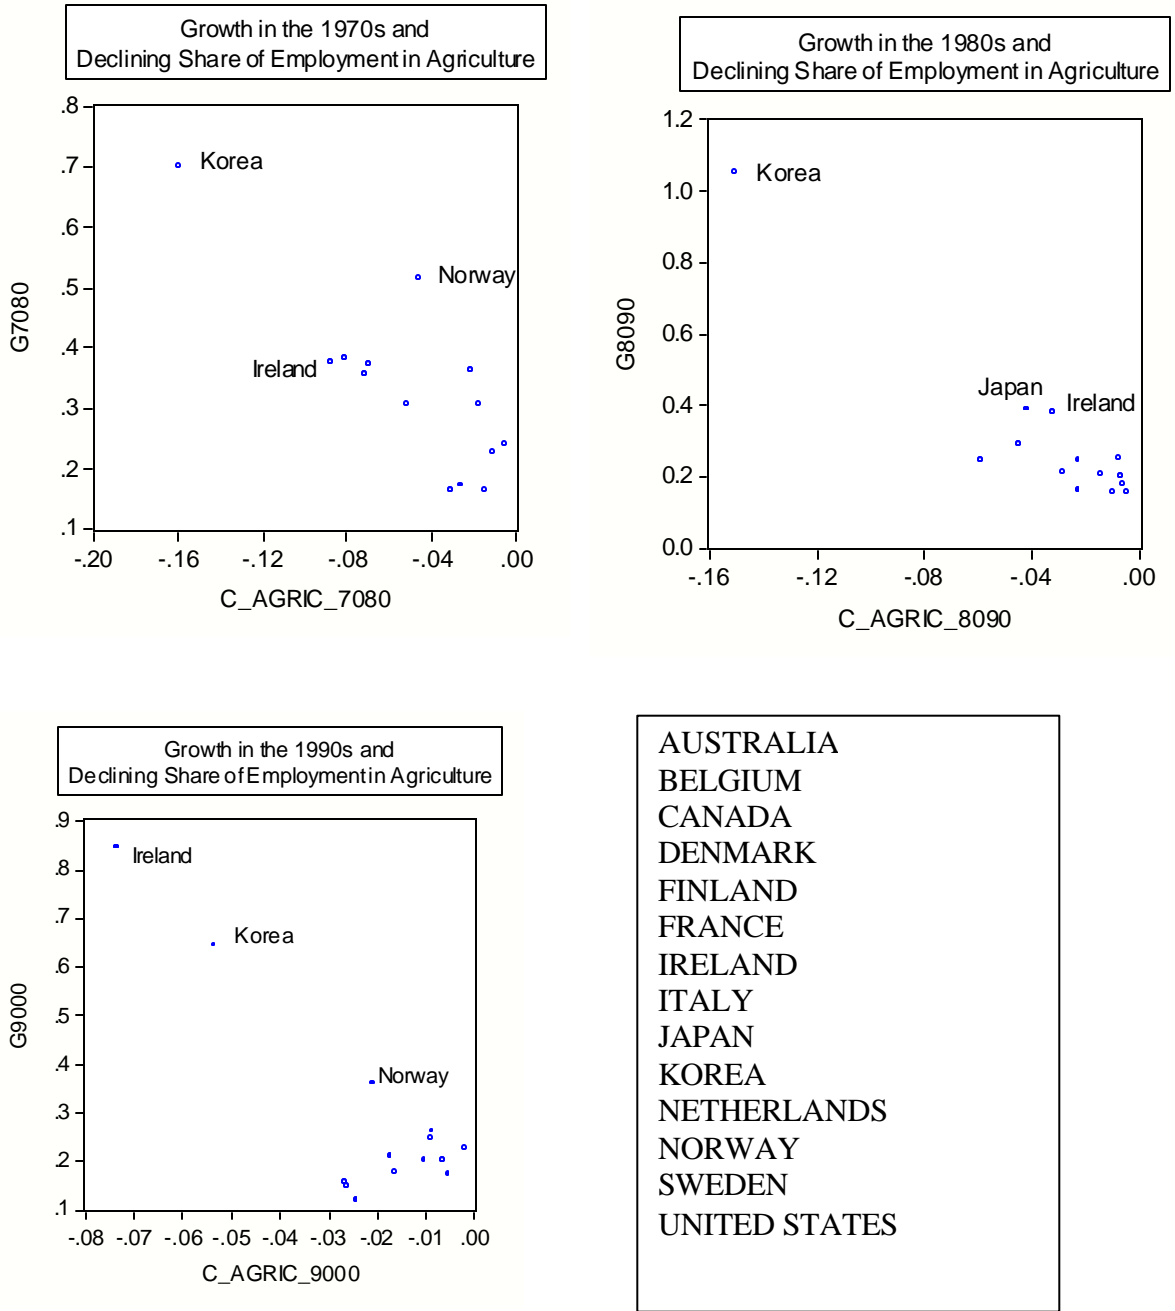 Growth in the 1970s and
Declining Share of Employment in Agriculture
.8
.7
.6
.5
.4
.3
.2
.1
G7080
Korea
Norway
Ireland
-.20 -.16 -.12 -.08 -.04 .00
C_AGRIC_7080
Growth in the 1980s and
Declining Share of Employment in Agriculture
1.2
1.0
0.8
0.6
0.4
0.2
0.0
G8090
Korea
Japan
Ireland
-.16 -.12 -.08 -.04 .00
C_AGRIC_8090
Growth in the 1990s and
Declining Share of Employment in Agriculture
.9
.8
.7
.6
.5
.4
.3
.2
.1
G9000
Ireland
Korea
Norway
-.08 -.07 -.06 -.05 -.04 -.03 -.02 -.01 .00
C_AGRIC_9000
AUSTRALIA
BELGIUM
CANADA
DENMARK
FINLAND
FRANCE
IRELAND
ITALY
JAPAN
KOREA
NETHERLANDS
NORWAY
SWEDEN
UNITED STATES